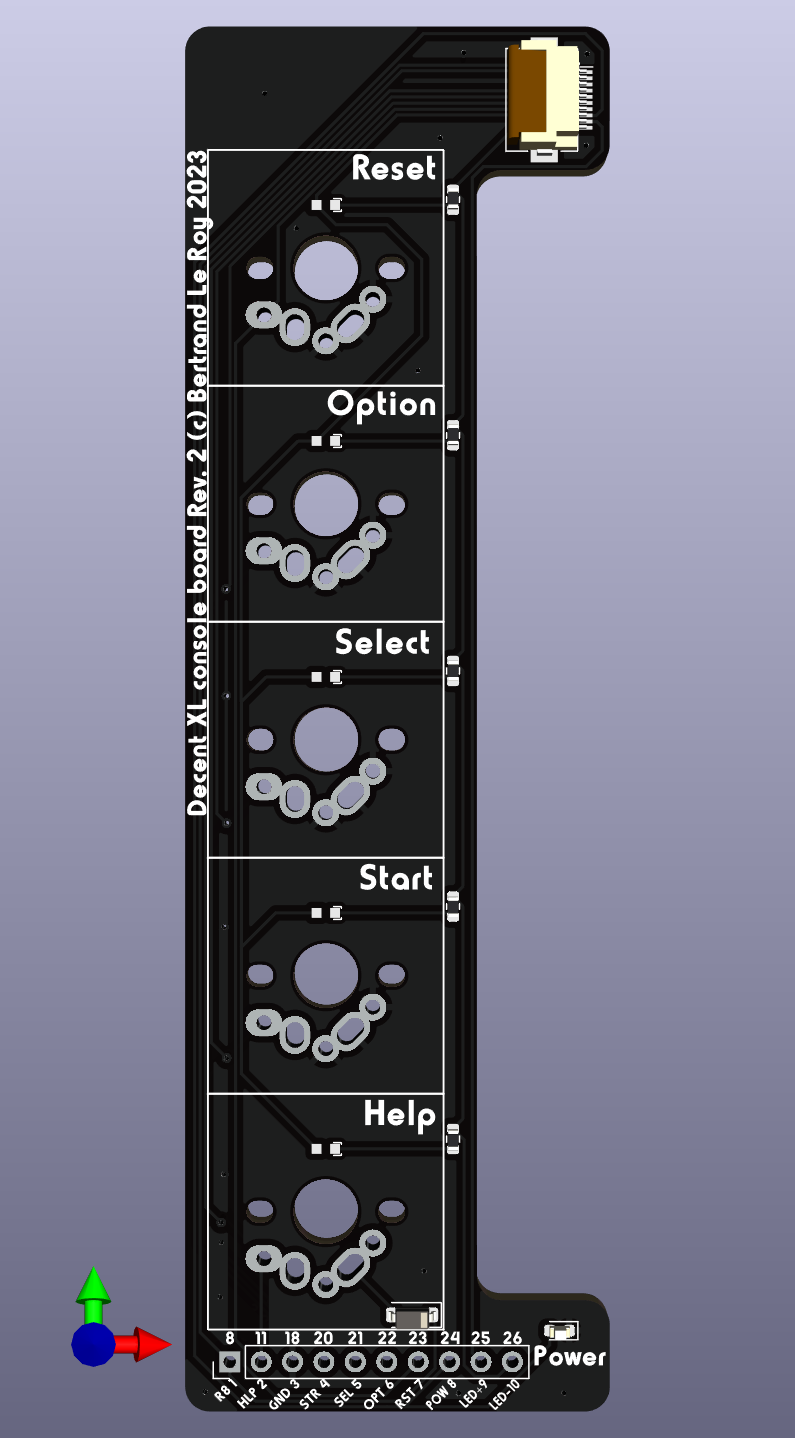 Decent XL console board Rev. 2 (c) Bertrand Le Roy 2023
Reset
Option
Select
Start
Help
8 11 18 20 21 22 23 24 25 26
Power
R8 1 HLP 2 GND 3 STR 4 SEL 5 OPT 6 RST 7 POW 8 LED+9 LED-10